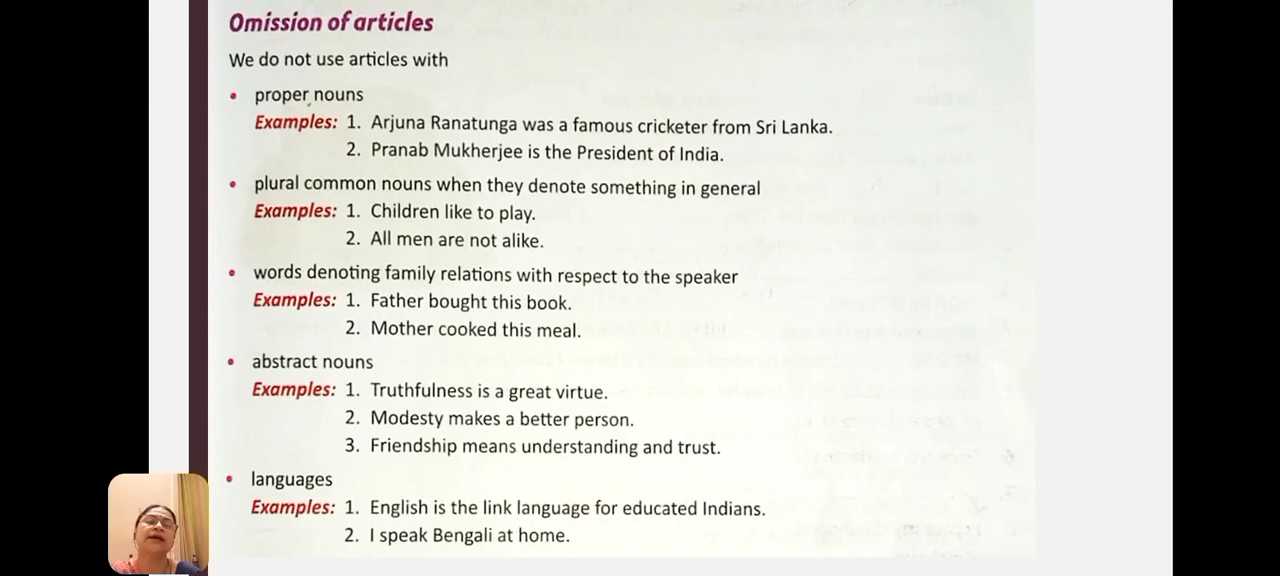 Omission of articles
We do not use articles with
• proper nouns
Examples: 1. Arjuna Ranatunga was a famous cricketer from Sri Lanka.
2. Pranab Mukherjee is the President of India.
• plural common nouns when they denote something in general
Examples: 1. Children like to play.
2. All men are not alike.
• words denoting family relations with respect to the speaker
Examples: 1. Father bought this book.
2. Mother cooked this meal.
• abstract nouns
Examples: 1. Truthfulness is a great virtue.
2. Modesty makes a better person.
3. Friendship means understanding and trust.
• languages
Examples: 1. English is the link language for educated Indians.
2. I speak Bengali at home.